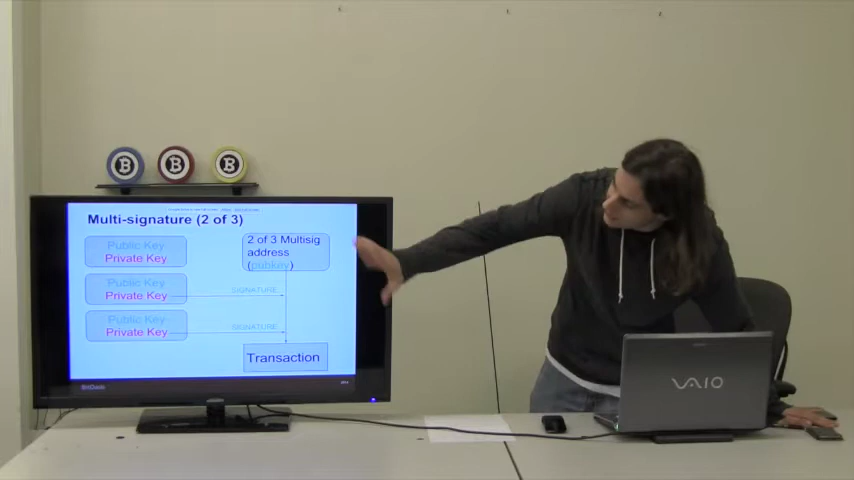 Multi-signature (2 of 3)
Public Key
Private Key
2 of 3 Multisig
address
(pubkey)
Public Key
Private Key
SIGNATURE
Public Key
Private Key
SIGNATURE
Transaction
VAIO